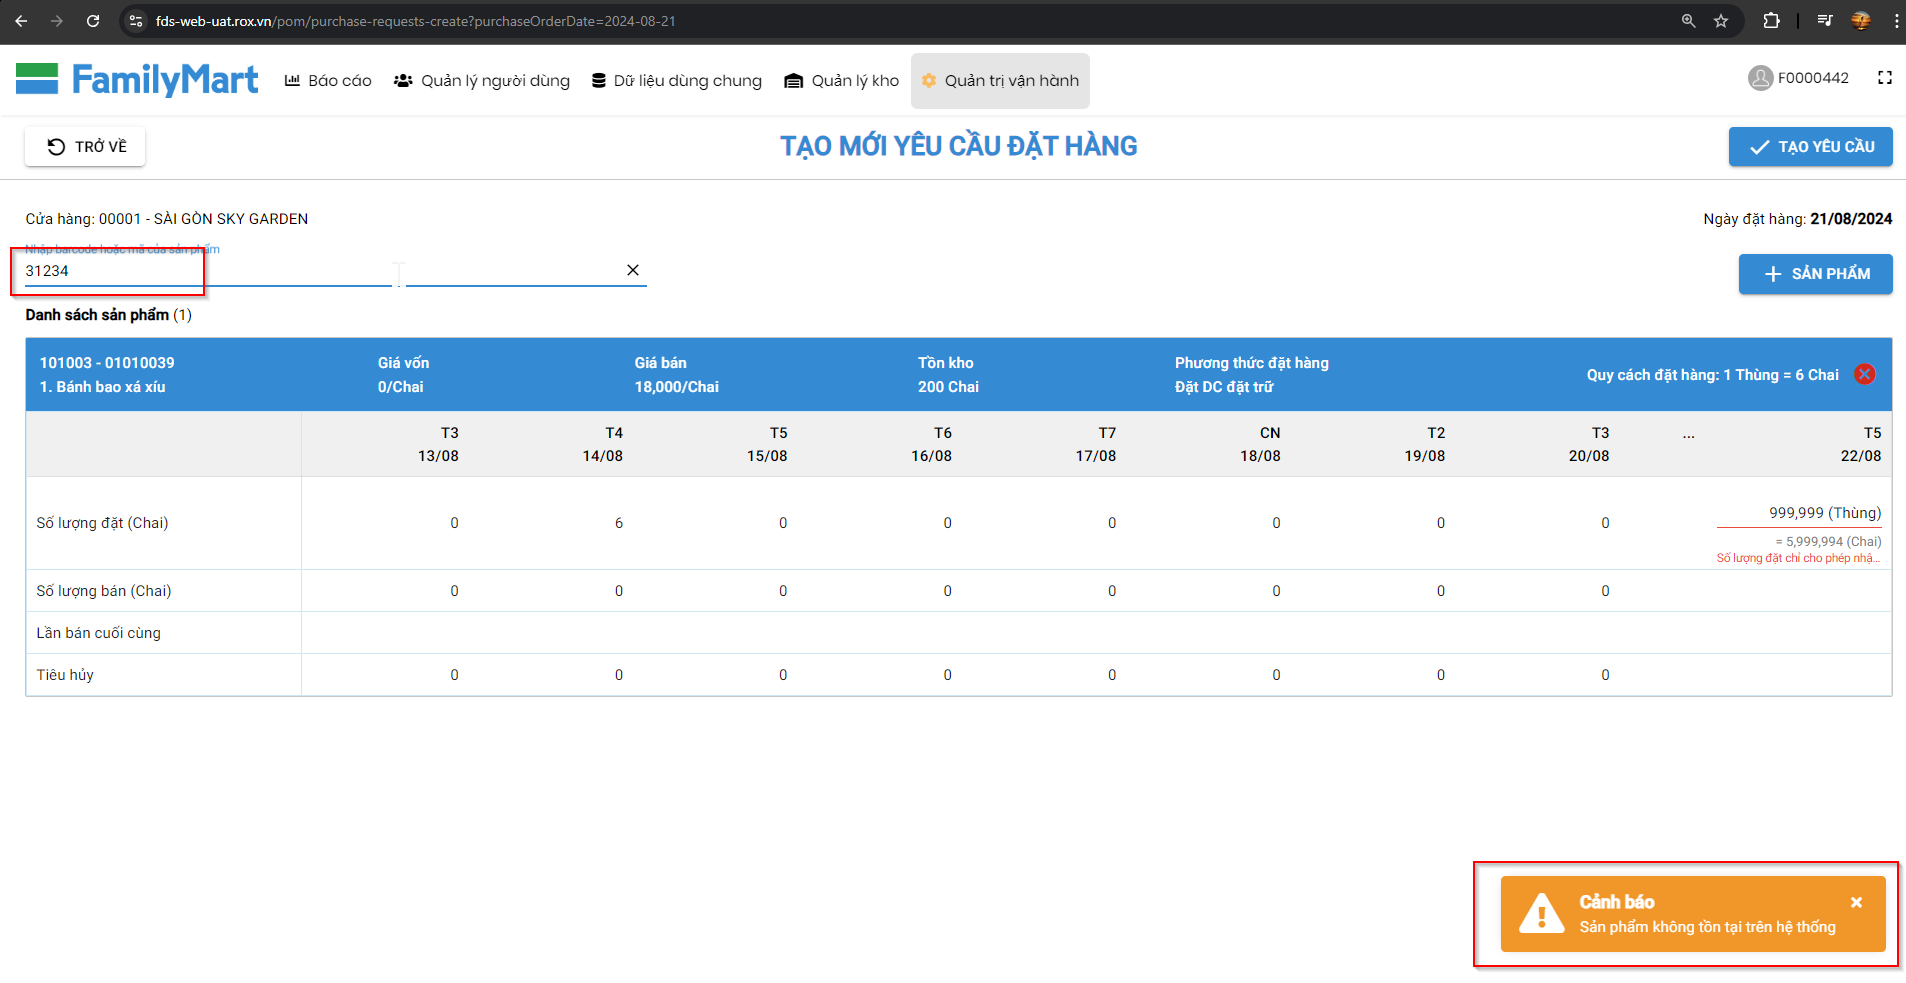 fds-web-uat.rox.vn/pom/purchase-requests-create?purchaseOrderDate=2024-08-21
FamilyMart
Báo cáo
Quản lý người dùng
Dữ liệu dùng chung
Quản lý kho
Quản trị vận hành
F0000442
TRỞ VỀ
TẠO MỚI YÊU CẦU ĐẶT HÀNG
TẠO YÊU CẦU
Cửa hàng: 00001 - SÀI GÒN SKY GARDEN
Ngày đặt hàng: 21/08/2024
Nhập barcode hoặc mã của sản phẩm
31234
SẢN PHẨM
Danh sách sản phẩm (1)
101003 - 01010039 Giá vốn Giá bán Tồn kho Phương thức đặt hàng
1. Bánh bao xá xíu 0/Chai 18,000/Chai 200 Chai Đặt DC đặt trữ
Quy cách đặt hàng: 1 Thùng = 6 Chai
T3 T4 T5 T6 T7 CN T2 T3 ... T5
13/08 14/08 15/08 16/08 17/08 18/08 19/08 20/08 22/08
Số lượng đặt (Chai) 0 6 0 0 0 0 0 0 999,999 (Thùng)
= 5,999,994 (Chai)
Số lượng đặt chỉ cho phép nhậ...
Số lượng bán (Chai) 0 0 0 0 0 0 0 0
Lần bán cuối cùng
Tiêu hủy 0 0 0 0 0 0 0 0
Cảnh báo
Sản phẩm không tồn tại trên hệ thống